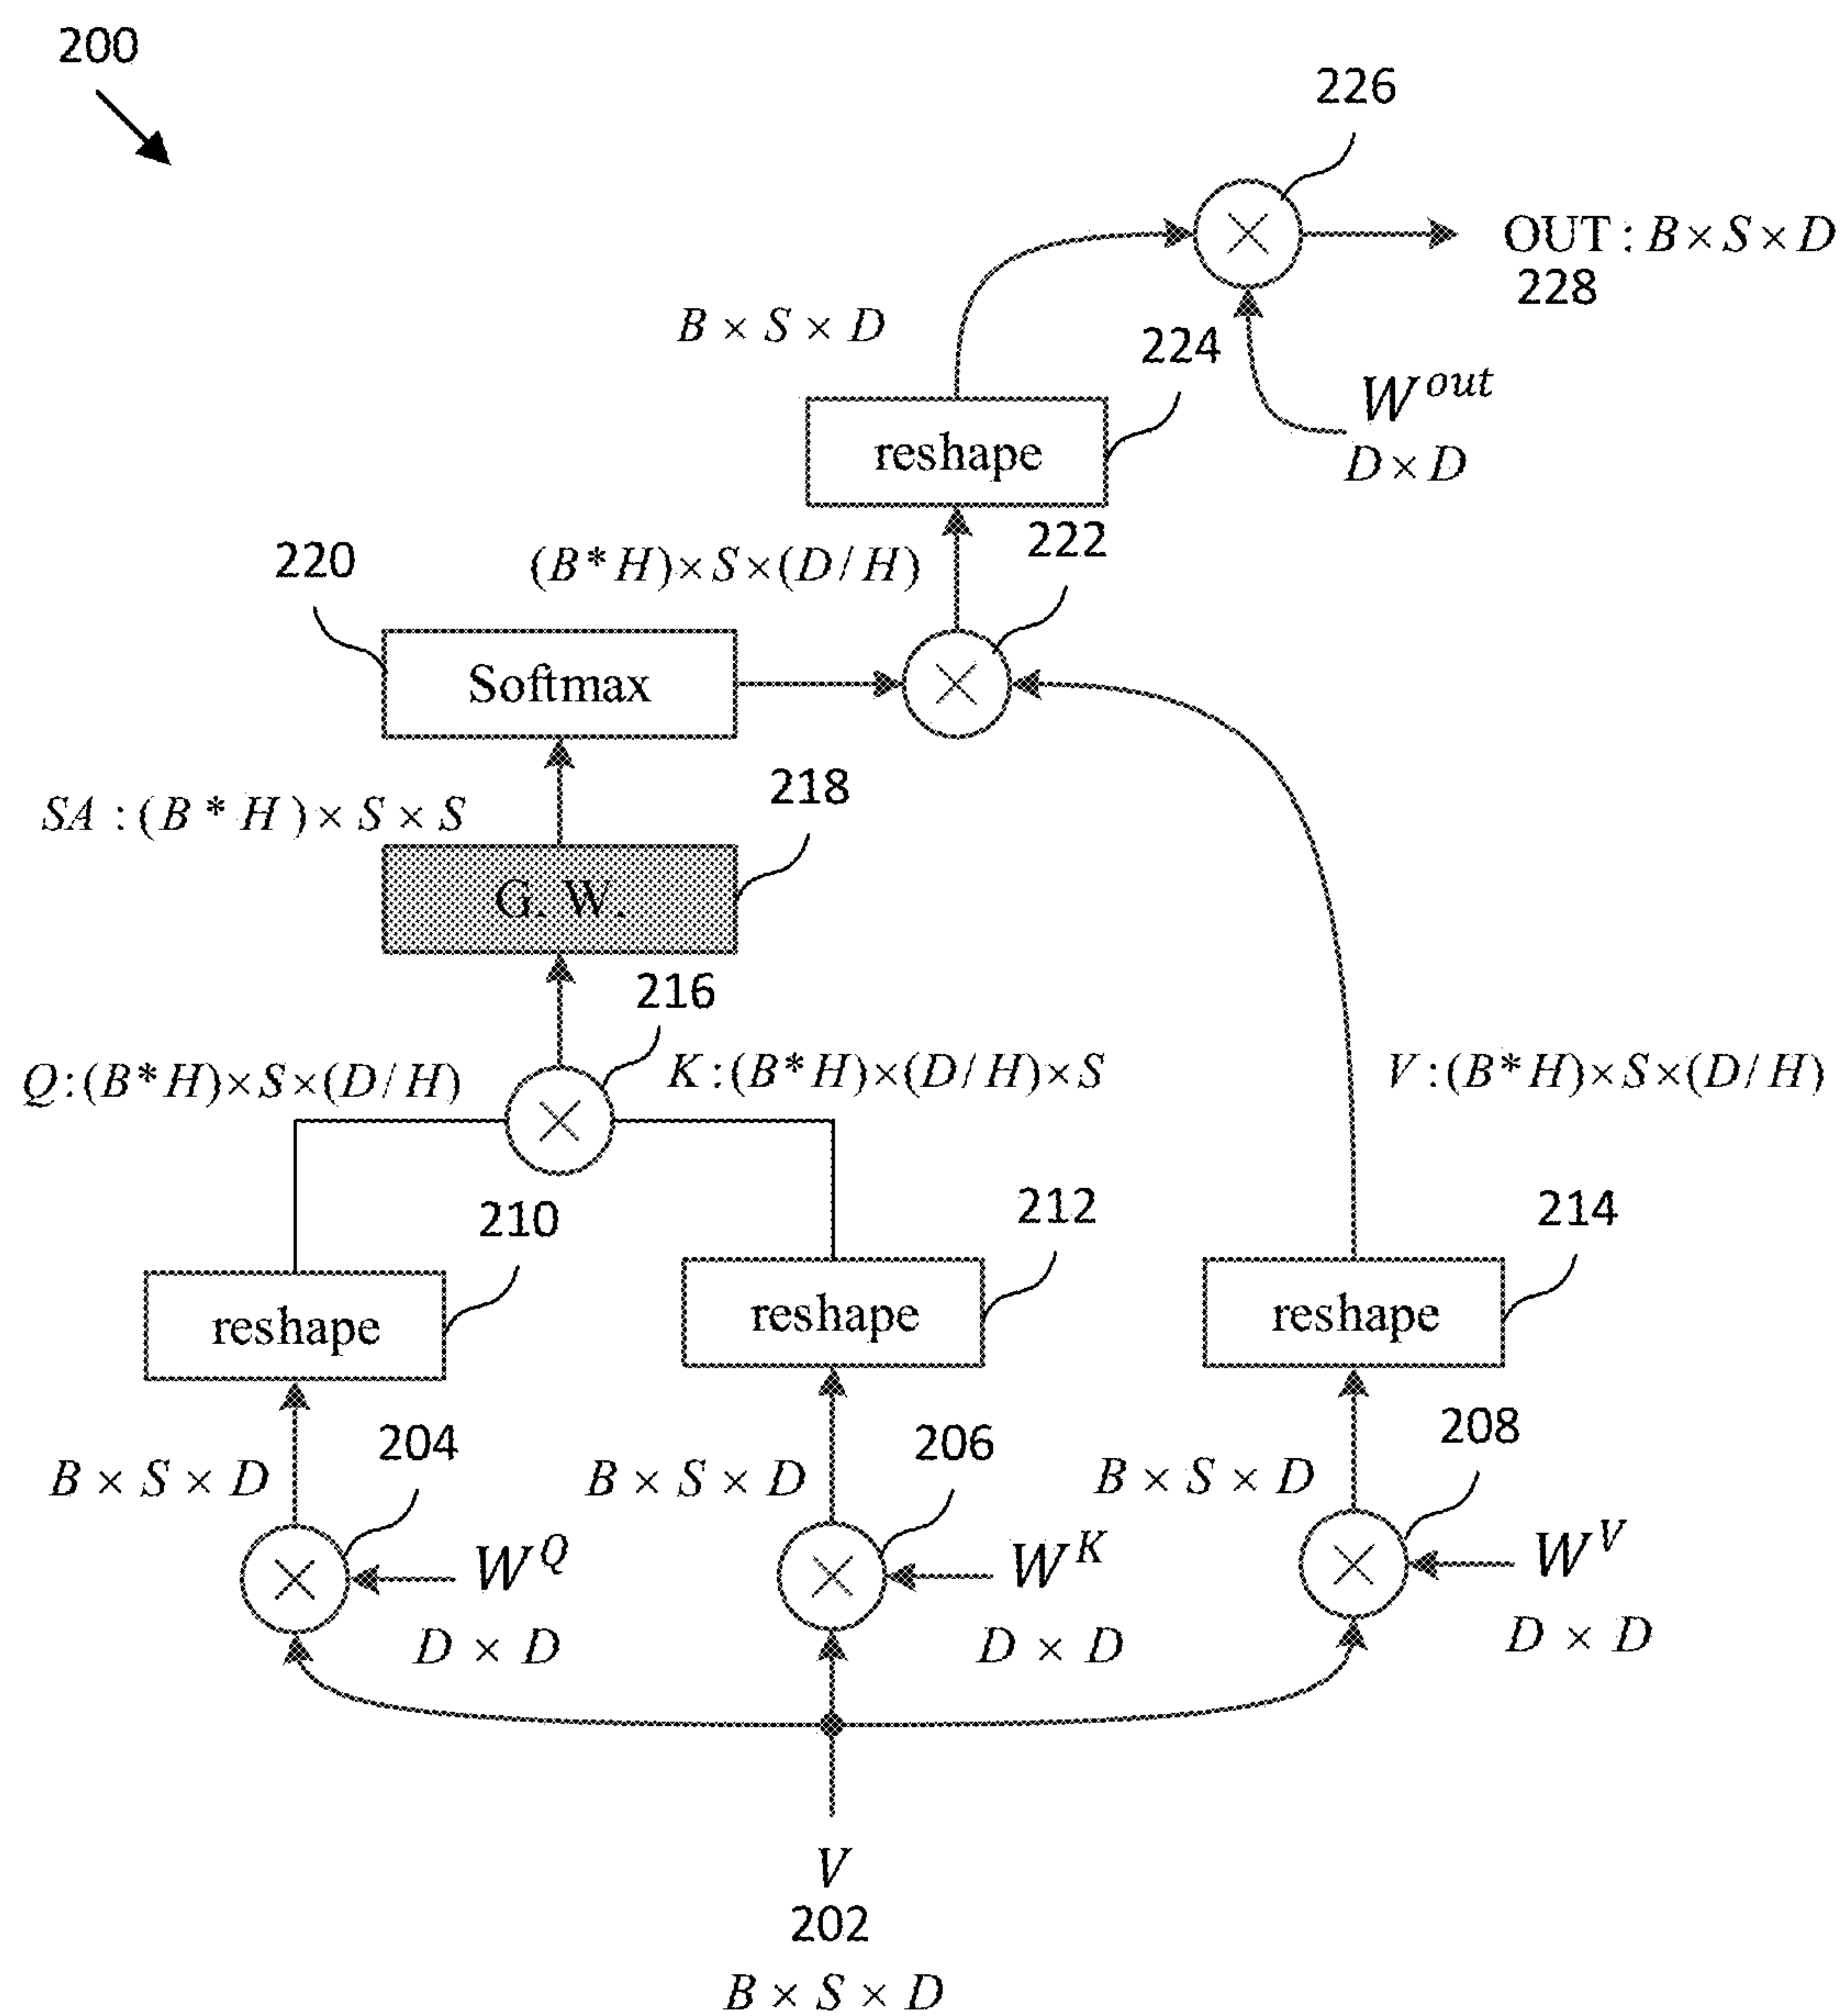 200
226
OUT : B×S×D
228
B × S × D
224
W^out
D×D
reshape
222
220
(B*H)×S×(D/H)
Softmax
218
SA : (B * H )× S × S
G. W.
216
Q:(B*H)×S×(D/H)
K:(B*H)×(D/H)×S
V:(B*H)×S×(D/H)
210
212
214
reshape
reshape
reshape
204
206
208
B × S × D
B × S × D
B × S × D
W^Q
W^K
W^V
D × D
D × D
D × D
V
202
B × S × D